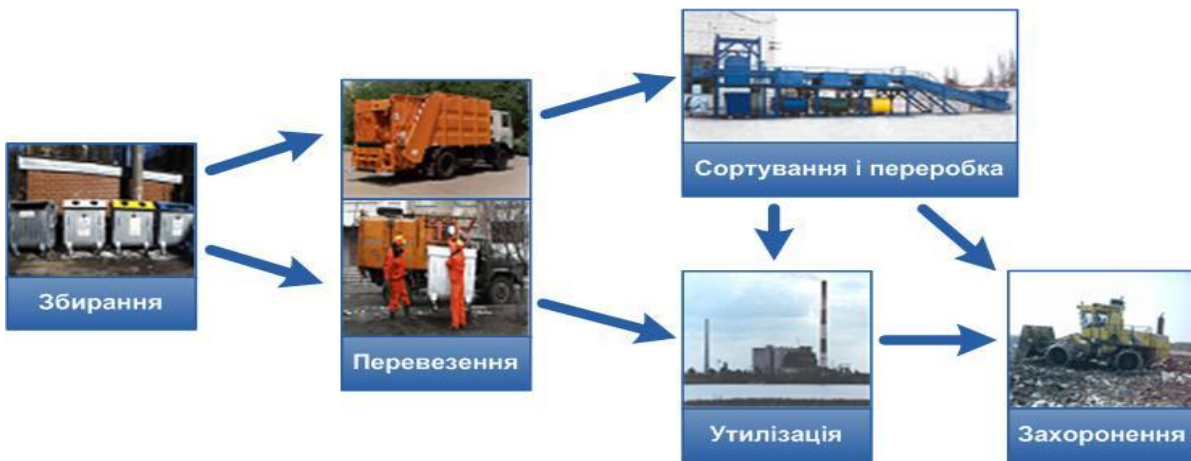 Збирання
Перевезення
Сортування і переробка
Утилізація
Захоронення